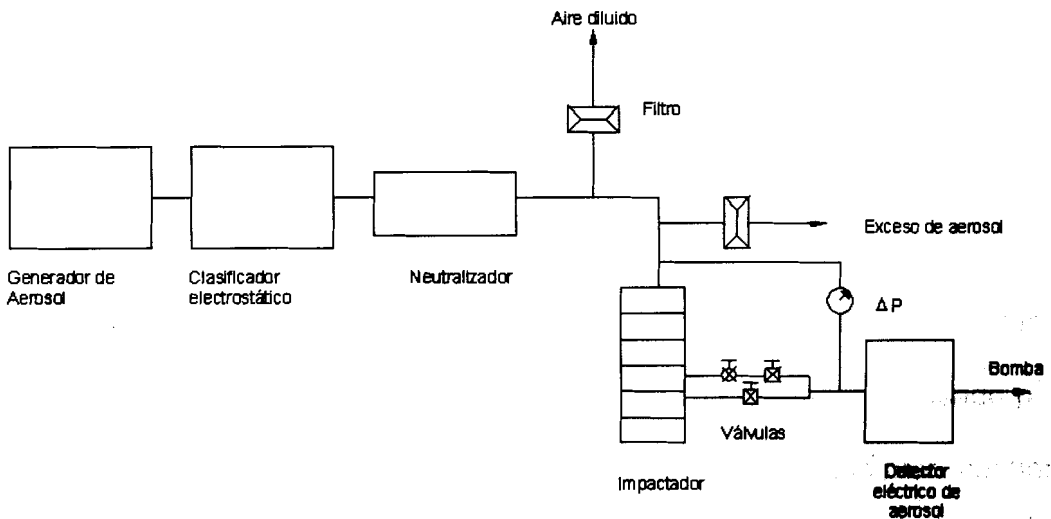 Aire diluido
Filtro
Exceso de aerosol
Generador de
Aerosol
Clasificador
electrostático
Neutralizador
ΔP
Bomba
Válvulas
Impactador
Detector
eléctrico de
aerosol